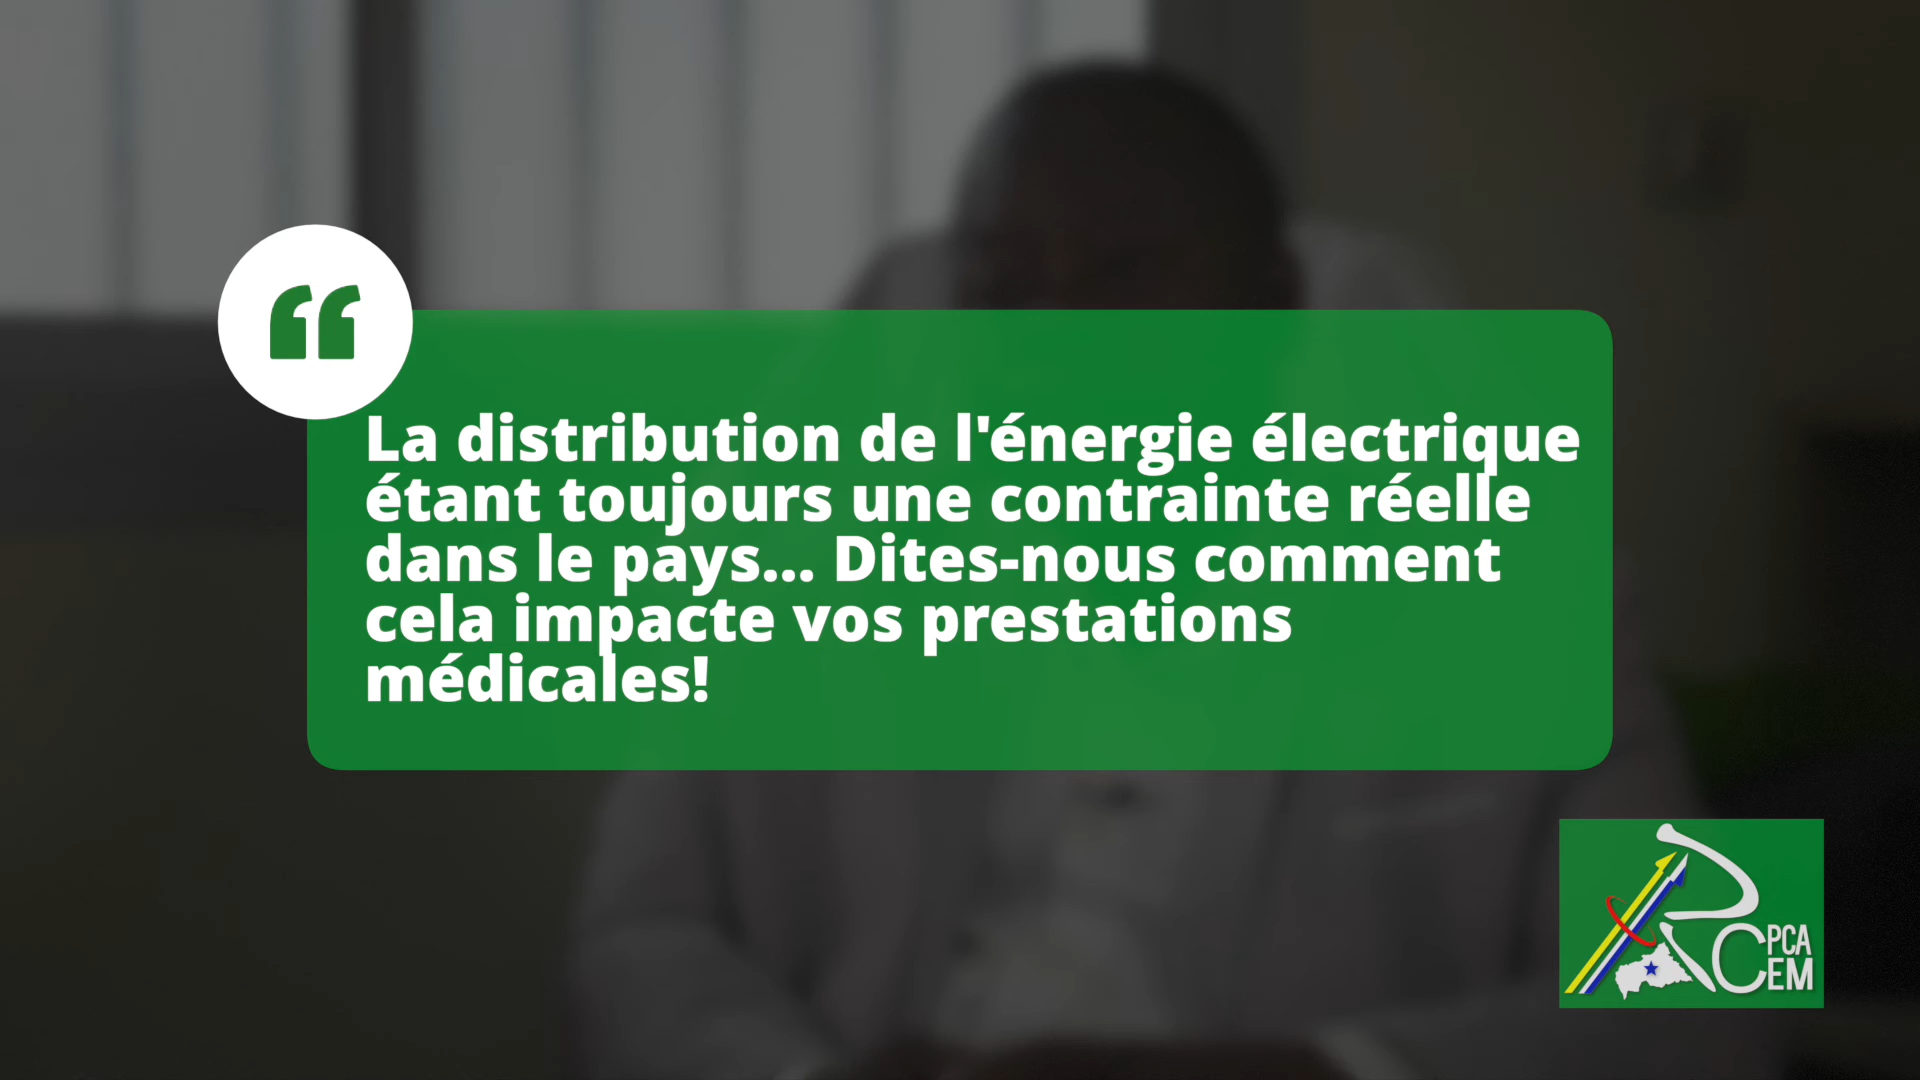 La distribution de l'énergie électrique
étant toujours une contrainte réelle
dans le pays... Dites-nous comment
cela impacte vos prestations
médicales!
RC PCA
CEM